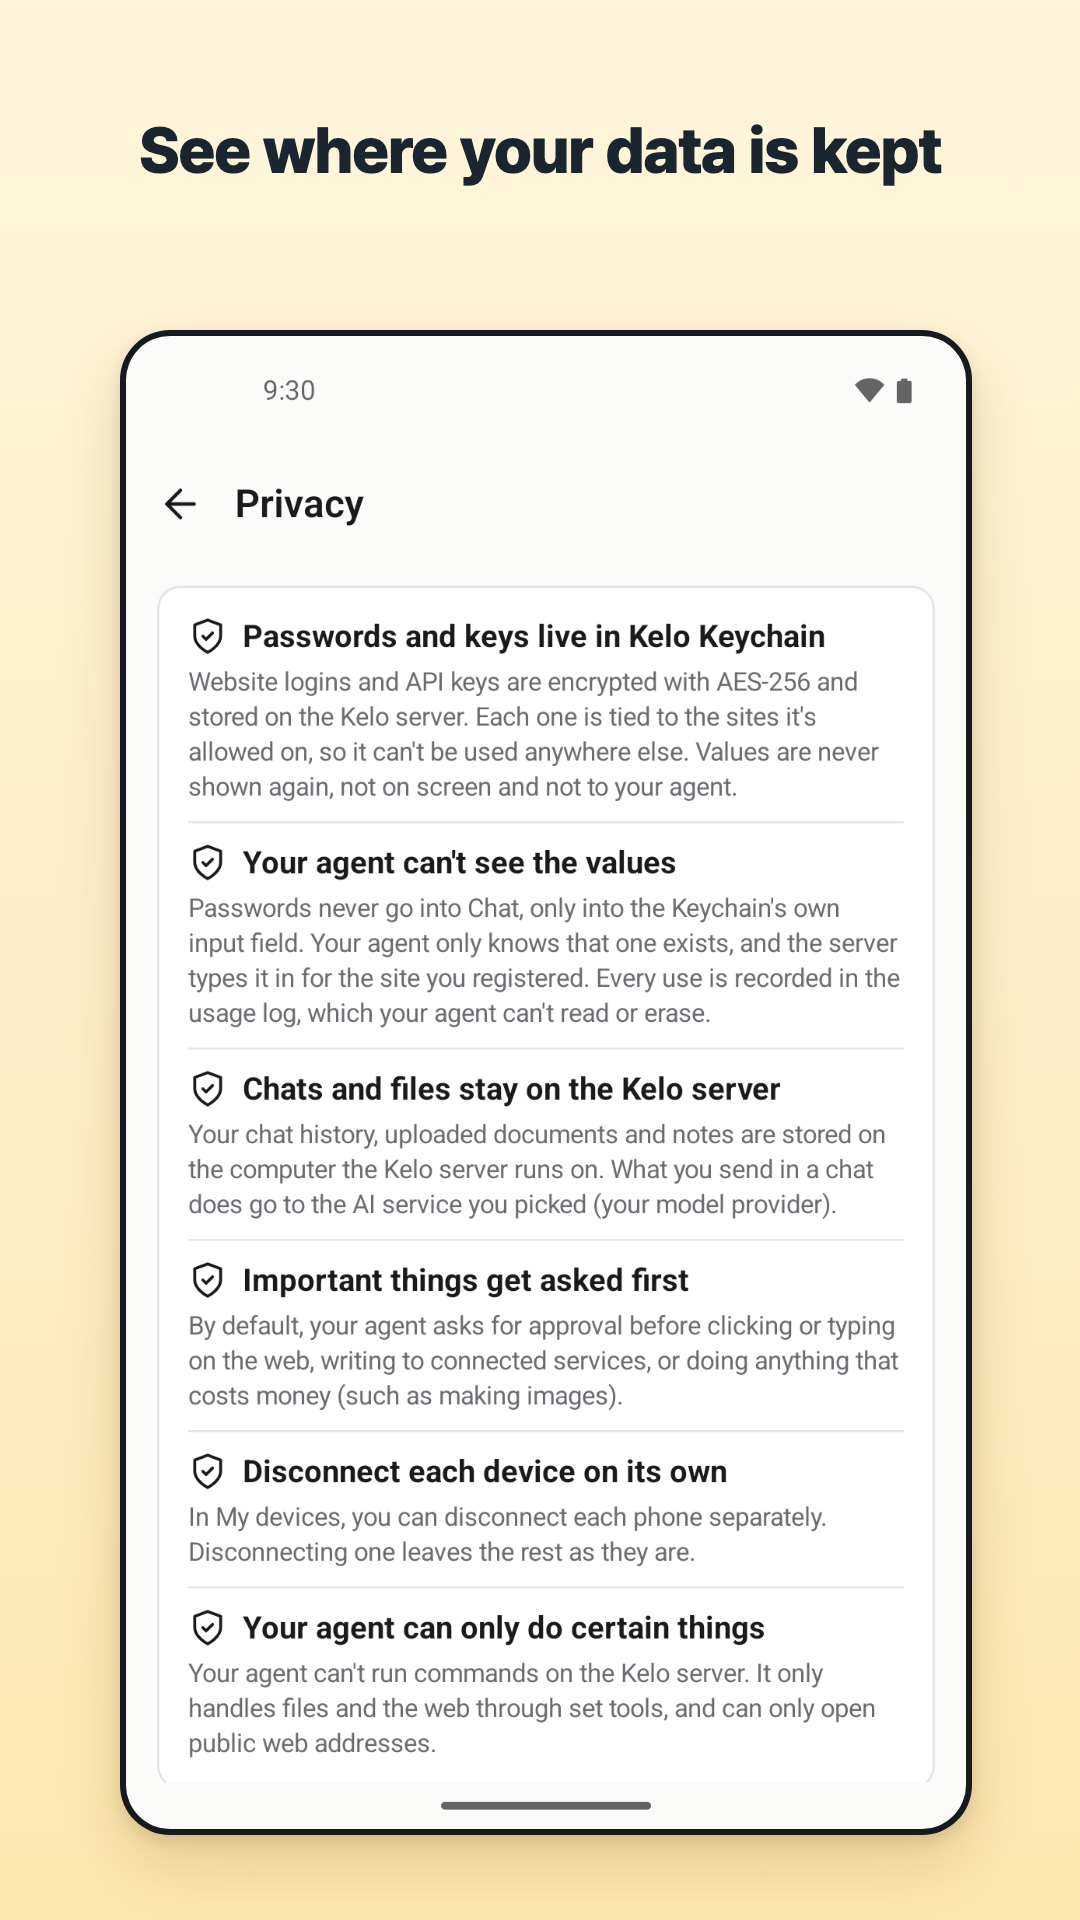 See where your data is kept
9:30
Privacy
Passwords and keys live in Kelo Keychain
Website logins and API keys are encrypted with AES-256 and
stored on the Kelo server. Each one is tied to the sites it's
allowed on, so it can't be used anywhere else. Values are never
shown again, not on screen and not to your agent.
Your agent can't see the values
Passwords never go into Chat, only into the Keychain's own
input field. Your agent only knows that one exists, and the server
types it in for the site you registered. Every use is recorded in the
usage log, which your agent can't read or erase.
Chats and files stay on the Kelo server
Your chat history, uploaded documents and notes are stored on
the computer the Kelo server runs on. What you send in a chat
does go to the AI service you picked (your model provider).
Important things get asked first
By default, your agent asks for approval before clicking or typing
on the web, writing to connected services, or doing anything that
costs money (such as making images).
Disconnect each device on its own
In My devices, you can disconnect each phone separately.
Disconnecting one leaves the rest as they are.
Your agent can only do certain things
Your agent can't run commands on the Kelo server. It only
handles files and the web through set tools, and can only open
public web addresses.